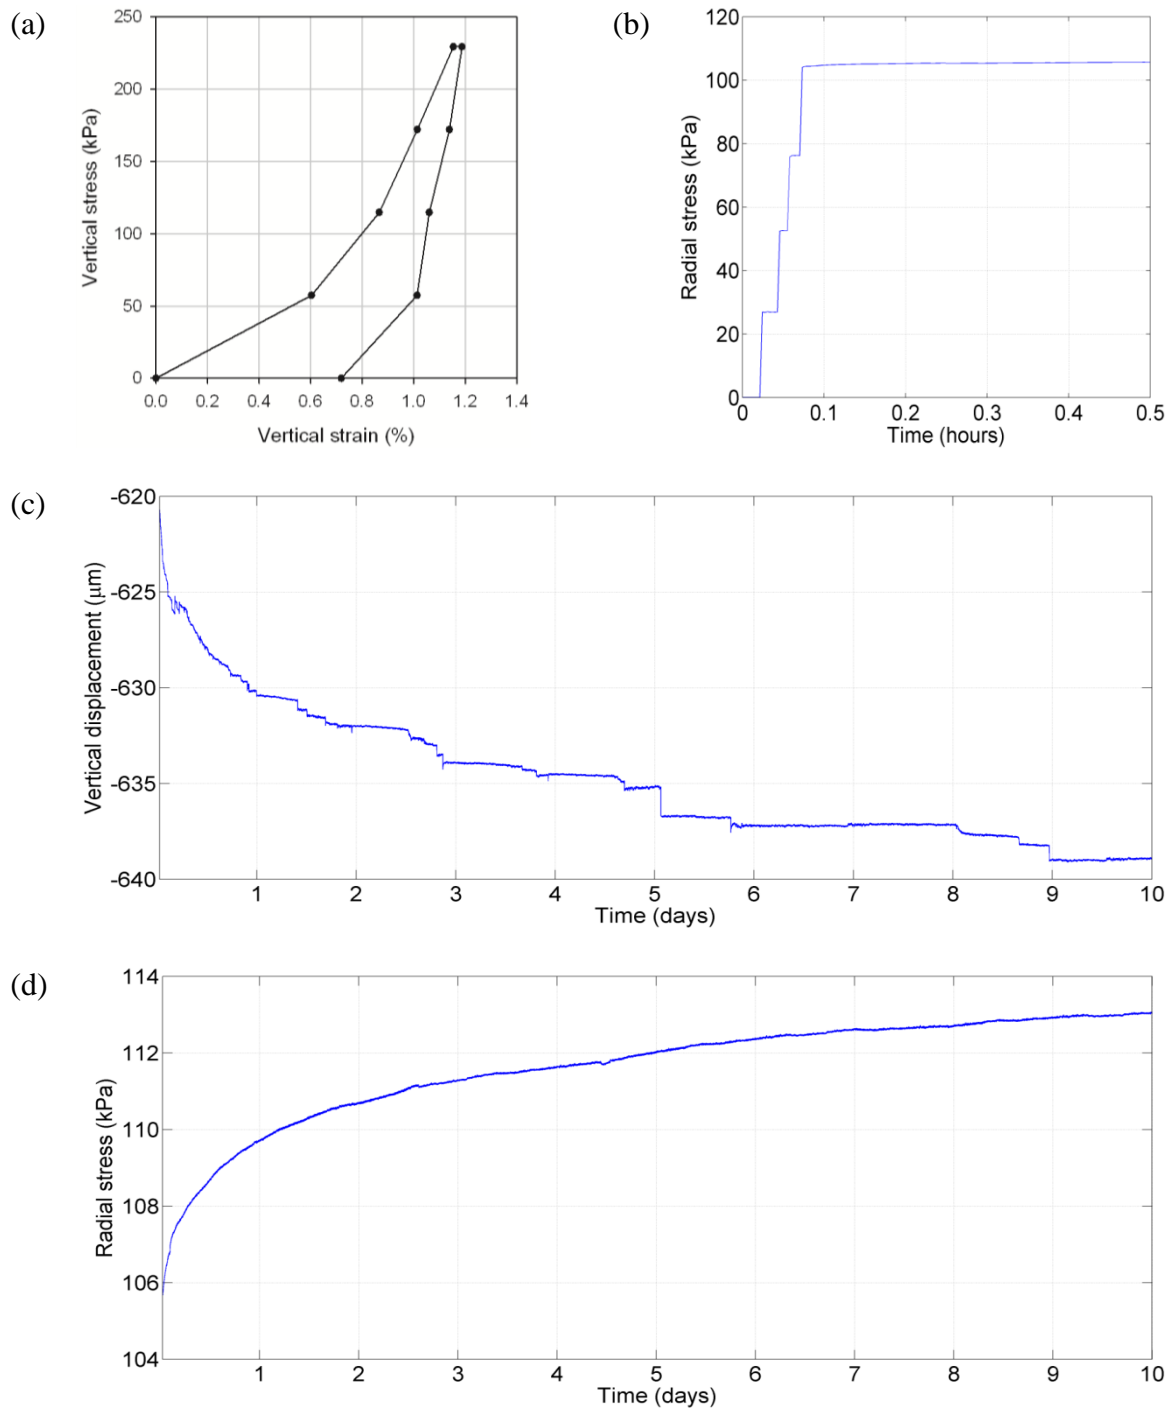 (a)
250
200
150
100
50
0
Vertical stress (kPa)
0.0 0.2 0.4 0.6 0.8 1.0 1.2 1.4
Vertical strain (%)
(b)
120
100
80
60
40
20
0
Radial stress (kPa)
0 0.1 0.2 0.3 0.4 0.5
Time (hours)
(c)
-620
-625
-630
-635
-640
Vertical displacement (μm)
1 2 3 4 5 6 7 8 9 10
Time (days)
(d)
114
112
110
108
106
104
Radial stress (kPa)
1 2 3 4 5 6 7 8 9 10
Time (days)